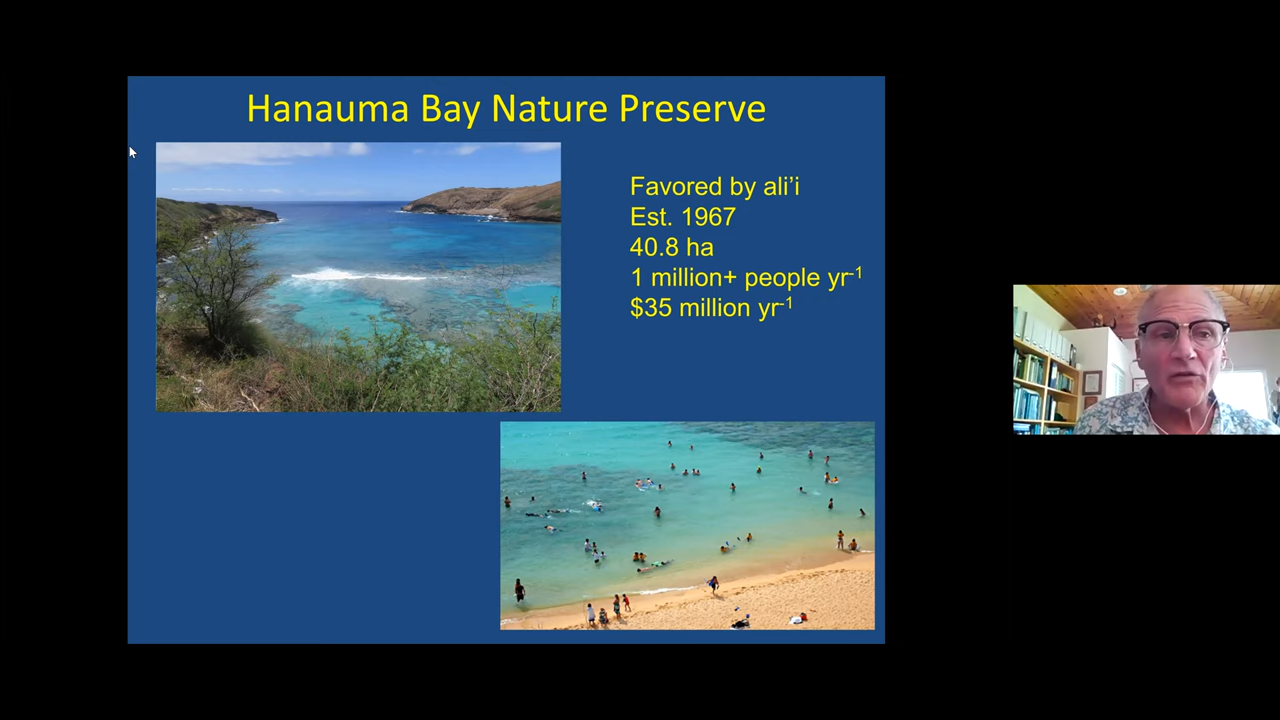 Hanauma Bay Nature Preserve
Favored by ali’i
Est. 1967
40.8 ha
1 million+ people yr-1
$35 million yr-1